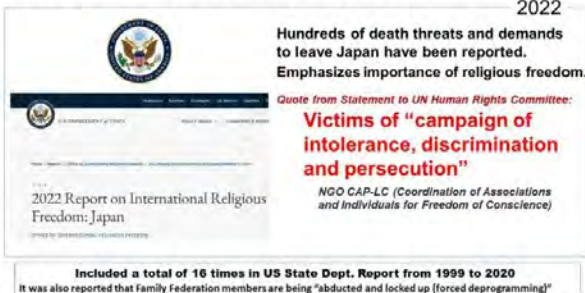 2022
Hundreds of death threats and demands
to leave Japan have been reported.
Emphasizes importance of religious freedom.
Quote from Statement to UN Human Rights Committee:
Victims of “campaign of
intolerance, discrimination
and persecution”
NGO CAP-LC (Coordination of Associations
and Individuals for Freedom of Conscience)
2022 Report on International Religious
Freedom: Japan
OFFICE OF INTERNATIONAL RELIGIOUS FREEDOM
Included a total of 16 times in US State Dept. Report from 1999 to 2020
It was also reported that Family Federation members are being “abducted and locked up (forced deprogramming)”